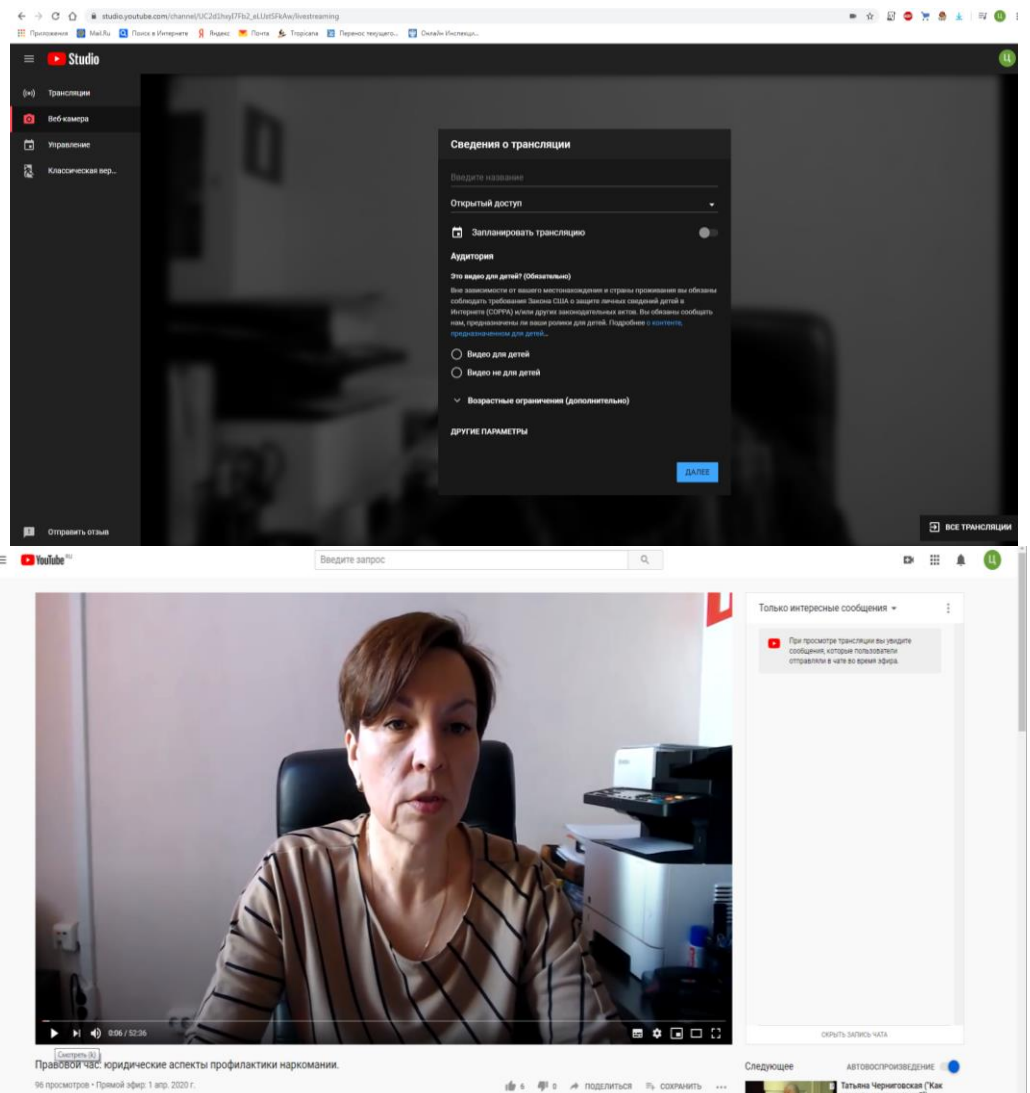 studio.youtube.com/channel/UC2d1hxyI7Fb2_eLUstSFkAw/livestreaming
Приложения Mail.Ru Поиск в Интернете Яндекс Почта Tropicana Перенос текущего... Онлайн Инспекци...
Studio
Ц
Трансляции
Веб-камера
Управление
Классическая вер...
Сведения о трансляции
Введите название
Открытый доступ
Запланировать трансляцию
Аудитория
Это видео для детей? (Обязательно)
Вне зависимости от вашего местонахождения и страны проживания вы обязаны
соблюдать требования Закона США о защите личных сведений детей в
Интернете (COPPA) и/или других законодательных актов. Вы обязаны сообщать
нам, предназначены ли ваши ролики для детей. Подробнее о контенте,
предназначенном для детей...
Видео для детей
Видео не для детей
Возрастные ограничения (дополнительно)
ДРУГИЕ ПАРАМЕТРЫ
ДАЛЕЕ
Отправить отзыв
ВСЕ ТРАНСЛЯЦИИ
YouTube RU
Введите запрос
Ц
Только интересные сообщения
При просмотре трансляции вы увидите
сообщения, которые пользователи
отправляли в чате во время эфира.
0:06 / 52:36
СКРЫТЬ ЗАПИСЬ ЧАТА
Смотреть (k)
Правовой час: юридические аспекты профилактики наркомании.
96 просмотров • Прямой эфир: 1 апр. 2020 г.
6 0 ПОДЕЛИТЬСЯ СОХРАНИТЬ ...
Следующее АВТОВОСПРОИЗВЕДЕНИЕ
Татьяна Черниговская ("Как